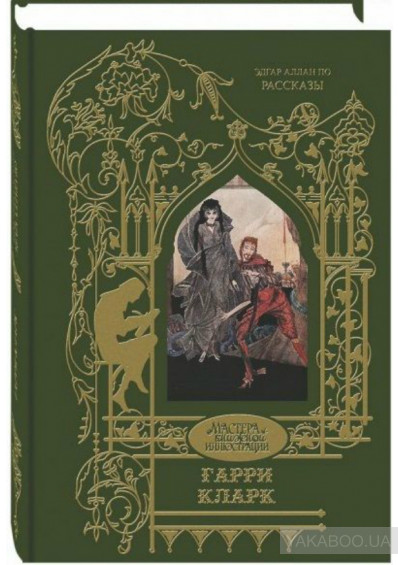 ЭДГАР АЛЛАН ПО
РАССКАЗЫ
МАСТЕРА
КНИЖНОЙ
ИЛЛЮСТРАЦИИ
ГАРРИ
КЛАРК
YAKABOO.UA